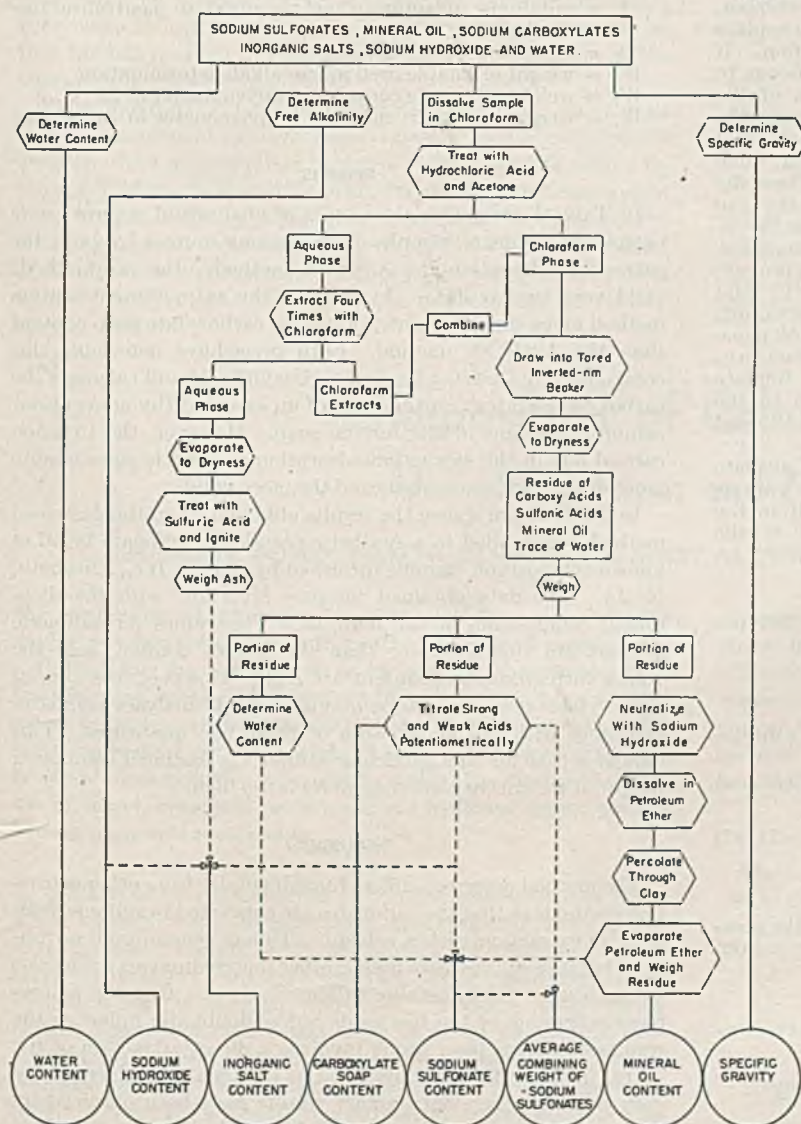 SODIUM SULFONATES , MINERAL OIL , SODIUM CARBOXYLATES
INORGANIC SALTS , SODIUM HYDROXIDE AND WATER .
Determine
Water Content
Determine
Free Alkalinity
Dissolve Sample
in Chloroform
Determine
Specific Gravity
Treat with
Hydrochloric Acid
and Acetone
Aqueous
Phase
Chloroform
Phase
Extract Four
Times with
Chloroform
Combine
Aqueous
Phase
Chloroform
Extracts
Draw into Tared
Inverted-rim
Beaker
Evaporate
to Dryness
Evaporate
to Dryness
Treat with
Sulfuric Acid
and Ignite
Residue of
Carboxy Acids
Sulfonic Acids
Mineral Oil
Trace of Water
Weigh Ash
Weigh
Portion of
Residue
Portion of
Residue
Portion of
Residue
Determine
Water
Content
Titrate Strong
and Weak Acids
Potentiometrically
Neutralize
With Sodium
Hydroxide
Dissolve in
Petroleum
Ether
Percolate
Through
Clay
Evaporate
Petroleum Ether
and Weigh
Residue
WATER
CONTENT
SODIUM
HYDROXIDE
CONTENT
INORGANIC
SALT
CONTENT
CARBOXYLATE
SOAP
CONTENT
SODIUM
SULFONATE
CONTENT
AVERAGE
COMBINING
WEIGHT OF
SODIUM
SULFONATES
MINERAL
OIL
CONTENT
SPECIFIC
GRAVITY